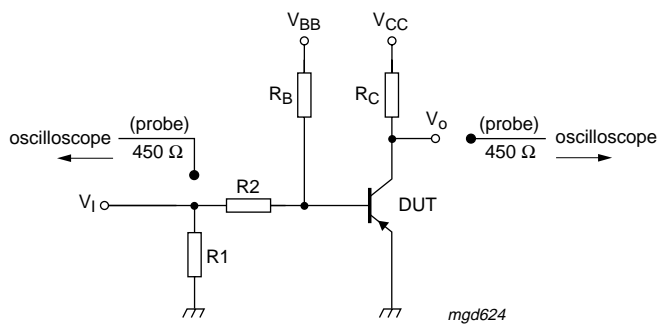 VBB
VCC
RB
RC
Vo
(probe)
450 Ω
oscilloscope
(probe)
450 Ω
oscilloscope
R2
VI
DUT
R1
mgd624